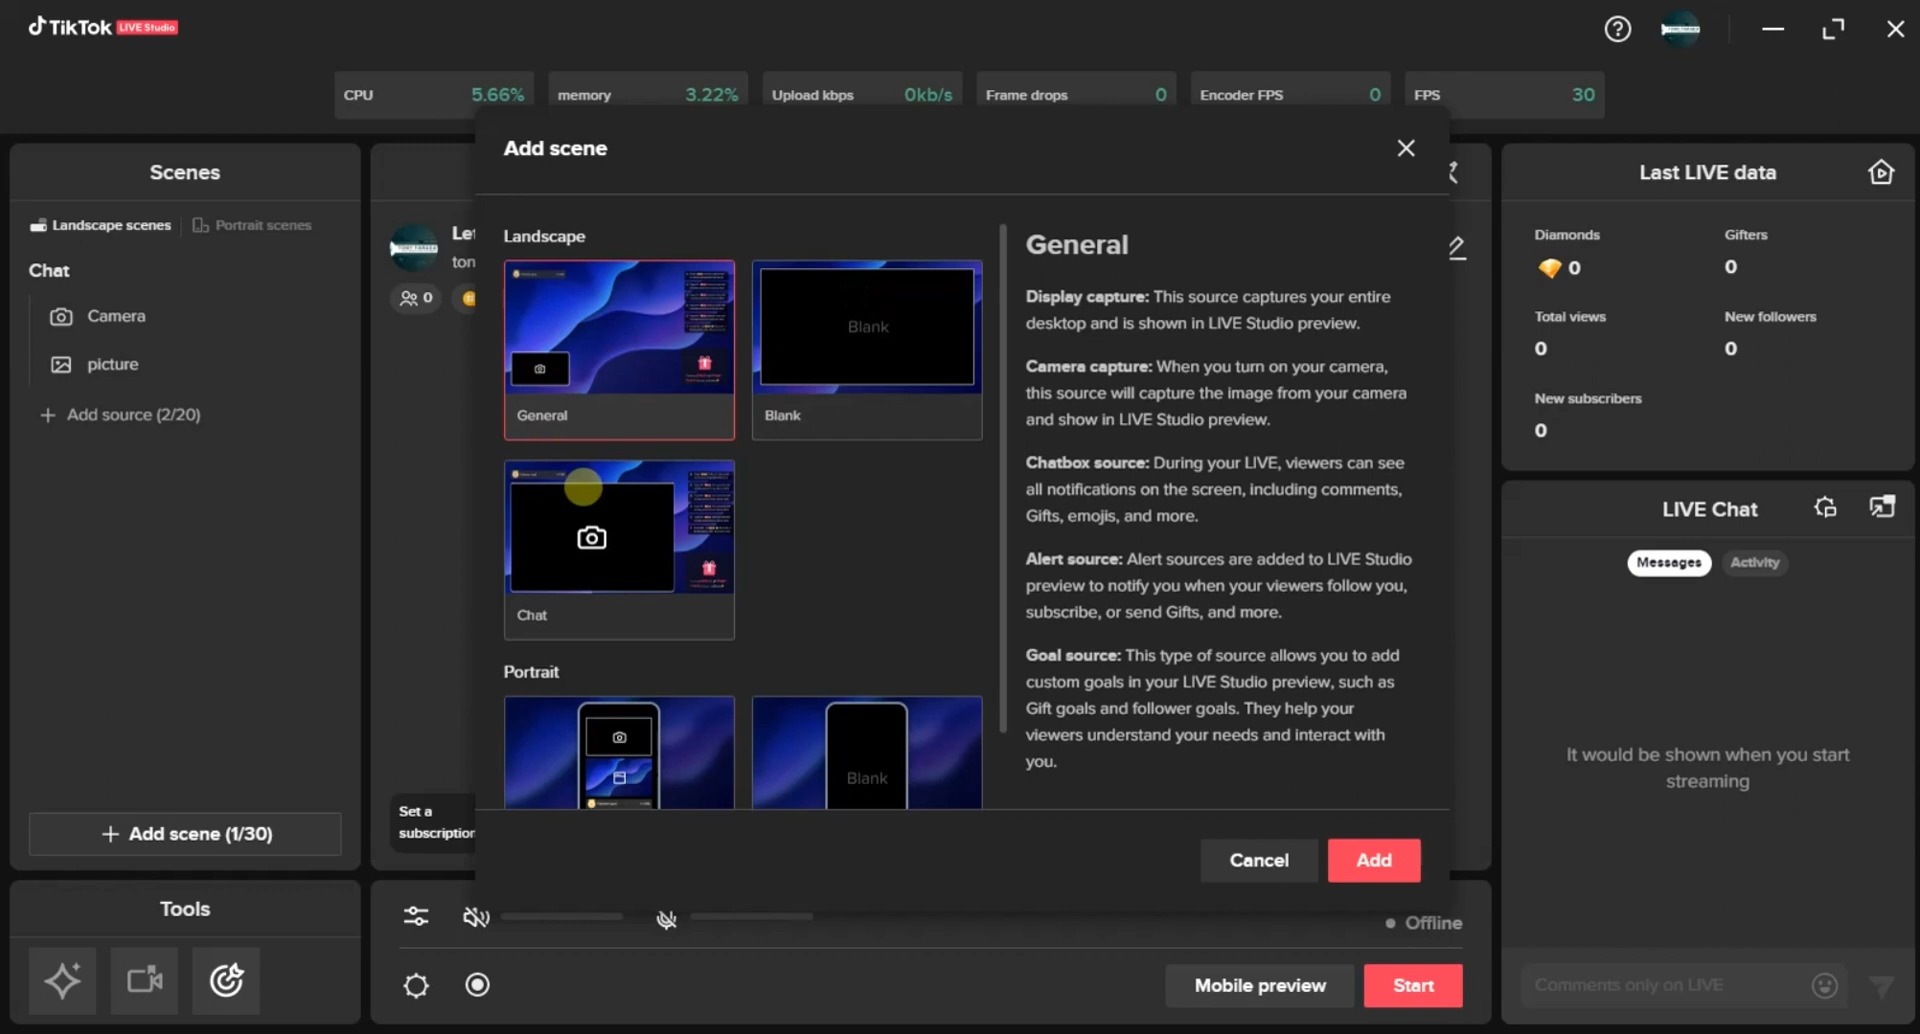 TikTok LIVE Studio
CPU 5.66%
memory 3.22%
Upload kbps 0kb/s
Frame drops 0
Encoder FPS 0
FPS 30
Scenes
Landscape scenes
Portrait scenes
Chat
Camera
picture
+ Add source (2/20)
+ Add scene (1/30)
Tools
Let
ton
0
Set a
subscription
Add scene
Landscape
General
Blank
Blank
Chat
Portrait
Blank
General
Display capture: This source captures your entire
desktop and is shown in LIVE Studio preview.
Camera capture: When you turn on your camera,
this source will capture the image from your camera
and show in LIVE Studio preview.
Chatbox source: During your LIVE, viewers can see
all notifications on the screen, including comments,
Gifts, emojis, and more.
Alert source: Alert sources are added to LIVE Studio
preview to notify you when your viewers follow you,
subscribe, or send Gifts, and more.
Goal source: This type of source allows you to add
custom goals in your LIVE Studio preview, such as
Gift goals and follower goals. They help your
viewers understand your needs and interact with
you.
Cancel
Add
Offline
Mobile preview
Start
Last LIVE data
Diamonds
0
Gifters
0
Total views
0
New followers
0
New subscribers
0
LIVE Chat
Messages
Activity
It would be shown when you start
streaming
Comments only on LIVE